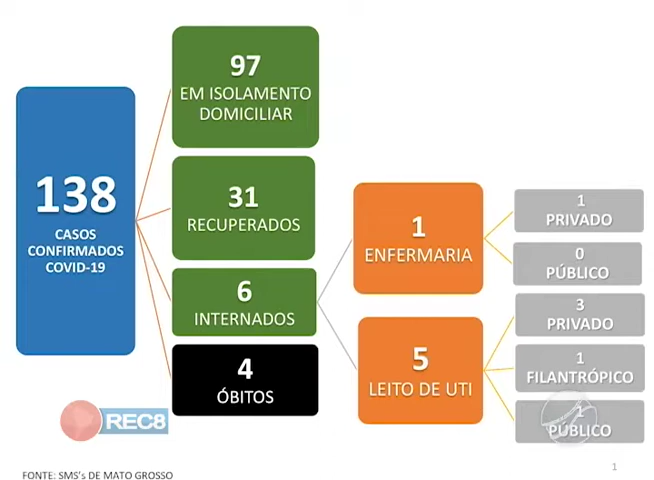 138
CASOS
CONFIRMADOS
COVID-19
97
EM ISOLAMENTO
DOMICILIAR
31
RECUPERADOS
6
INTERNADOS
4
ÓBITOS
1
ENFERMARIA
5
LEITO DE UTI
1
PRIVADO
0
PÚBLICO
3
PRIVADO
1
FILANTRÓPICO
1
PÚBLICO
REC8
FONTE: SMS's DE MATO GROSSO
1